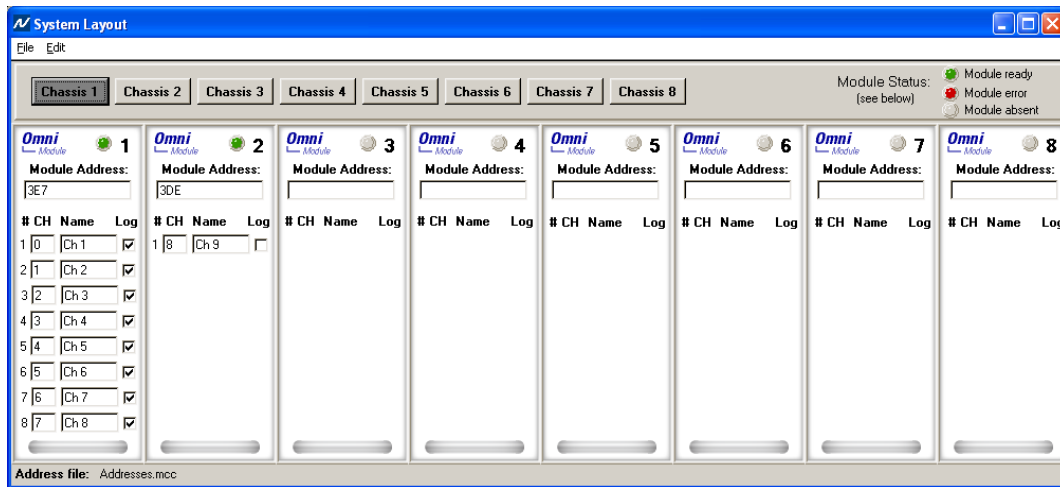 System Layout
File Edit
Chassis 1 Chassis 2 Chassis 3 Chassis 4 Chassis 5 Chassis 6 Chassis 7 Chassis 8
Module Status:
(see below)
Module ready
Module error
Module absent
Omni Module 1
Module Address:
3E7
# CH Name Log
1 0 Ch 1
2 1 Ch 2
3 2 Ch 3
4 3 Ch 4
5 4 Ch 5
6 5 Ch 6
7 6 Ch 7
8 7 Ch 8
Omni Module 2
Module Address:
3DE
# CH Name Log
1 8 Ch 9
Omni Module 3
Module Address:
# CH Name Log
Omni Module 4
Module Address:
# CH Name Log
Omni Module 5
Module Address:
# CH Name Log
Omni Module 6
Module Address:
# CH Name Log
Omni Module 7
Module Address:
# CH Name Log
Omni Module 8
Module Address:
# CH Name Log
Address file: Addresses.mcc